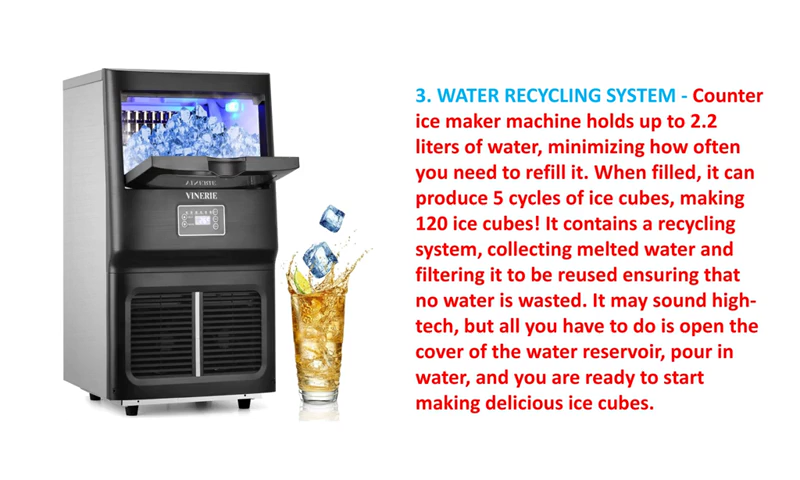 VINERIE
VINERIE
3. WATER RECYCLING SYSTEM - Counter
ice maker machine holds up to 2.2
liters of water, minimizing how often
you need to refill it. When filled, it can
produce 5 cycles of ice cubes, making
120 ice cubes! It contains a recycling
system, collecting melted water and
filtering it to be reused ensuring that
no water is wasted. It may sound high-
tech, but all you have to do is open the
cover of the water reservoir, pour in
water, and you are ready to start
making delicious ice cubes.